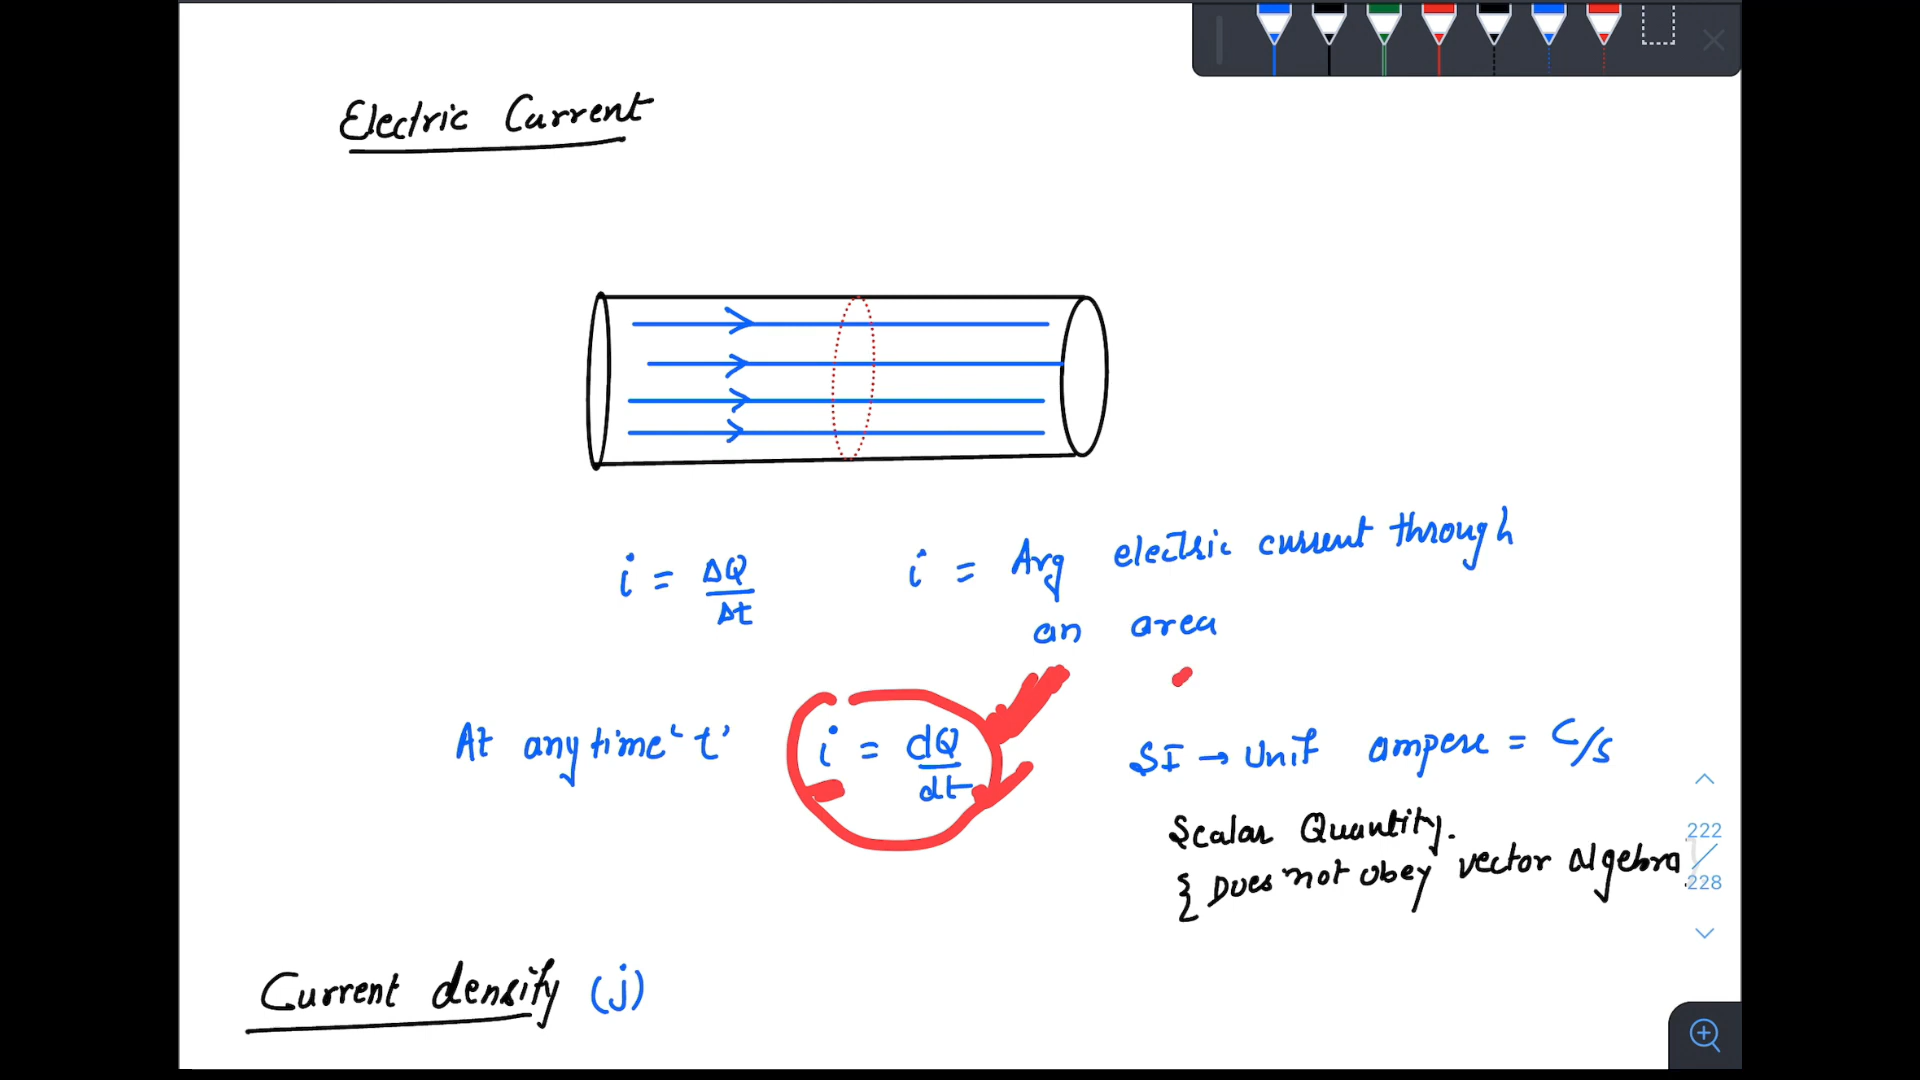 Electric Current
i = ΔQ/Δt
i = Avg electric current through
an area
At any time 't' i = dQ/dt
SI → Unit ampere = C/s
Scalar Quantity.
{ Does not obey vector algebra
222
/
228
Current density (j)